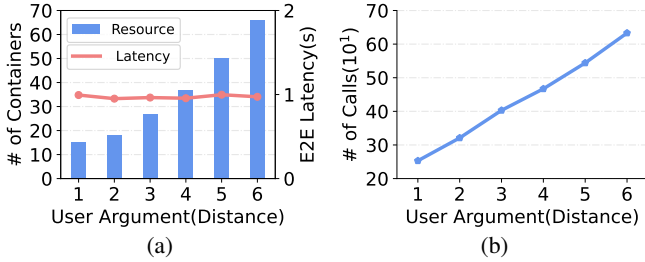 # of Containers
70
60
50
40
30
20
10
0
Resource
Latency
2
1
0
E2E Latency(s)
1 2 3 4 5 6
User Argument(Distance)
(a)
# of Calls(10¹)
70
60
50
40
30
20
1 2 3 4 5 6
User Argument(Distance)
(b)